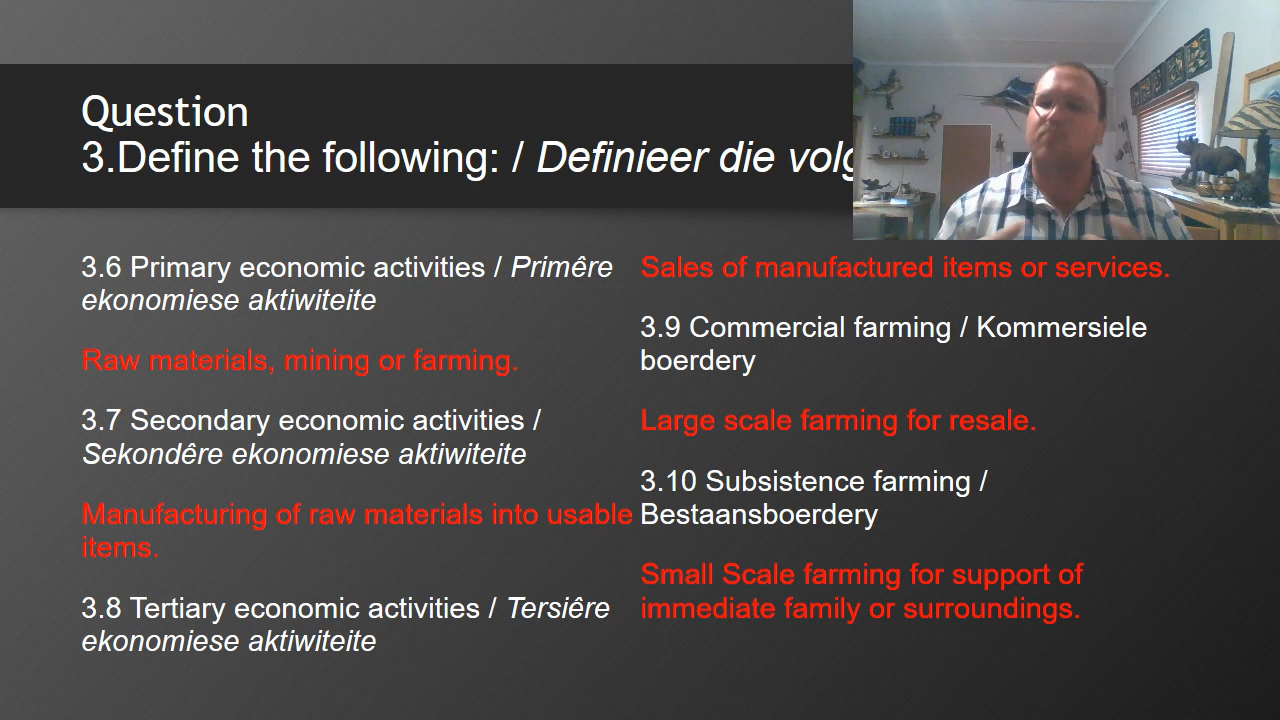 Question
3.Define the following: / Definieer die
3.6 Primary economic activities / Primêre
ekonomiese aktiwiteite
Raw materials, mining or farming.
3.7 Secondary economic activities /
Sekondêre ekonomiese aktiwiteite
Manufacturing of raw materials into usable
items.
3.8 Tertiary economic activities / Tersiêre
ekonomiese aktiwiteite
Sales of manufactured items or services.
3.9 Commercial farming / Kommersiele
boerdery
Large scale farming for resale.
3.10 Subsistence farming /
Bestaansboerdery
Small Scale farming for support of
immediate family or surroundings.